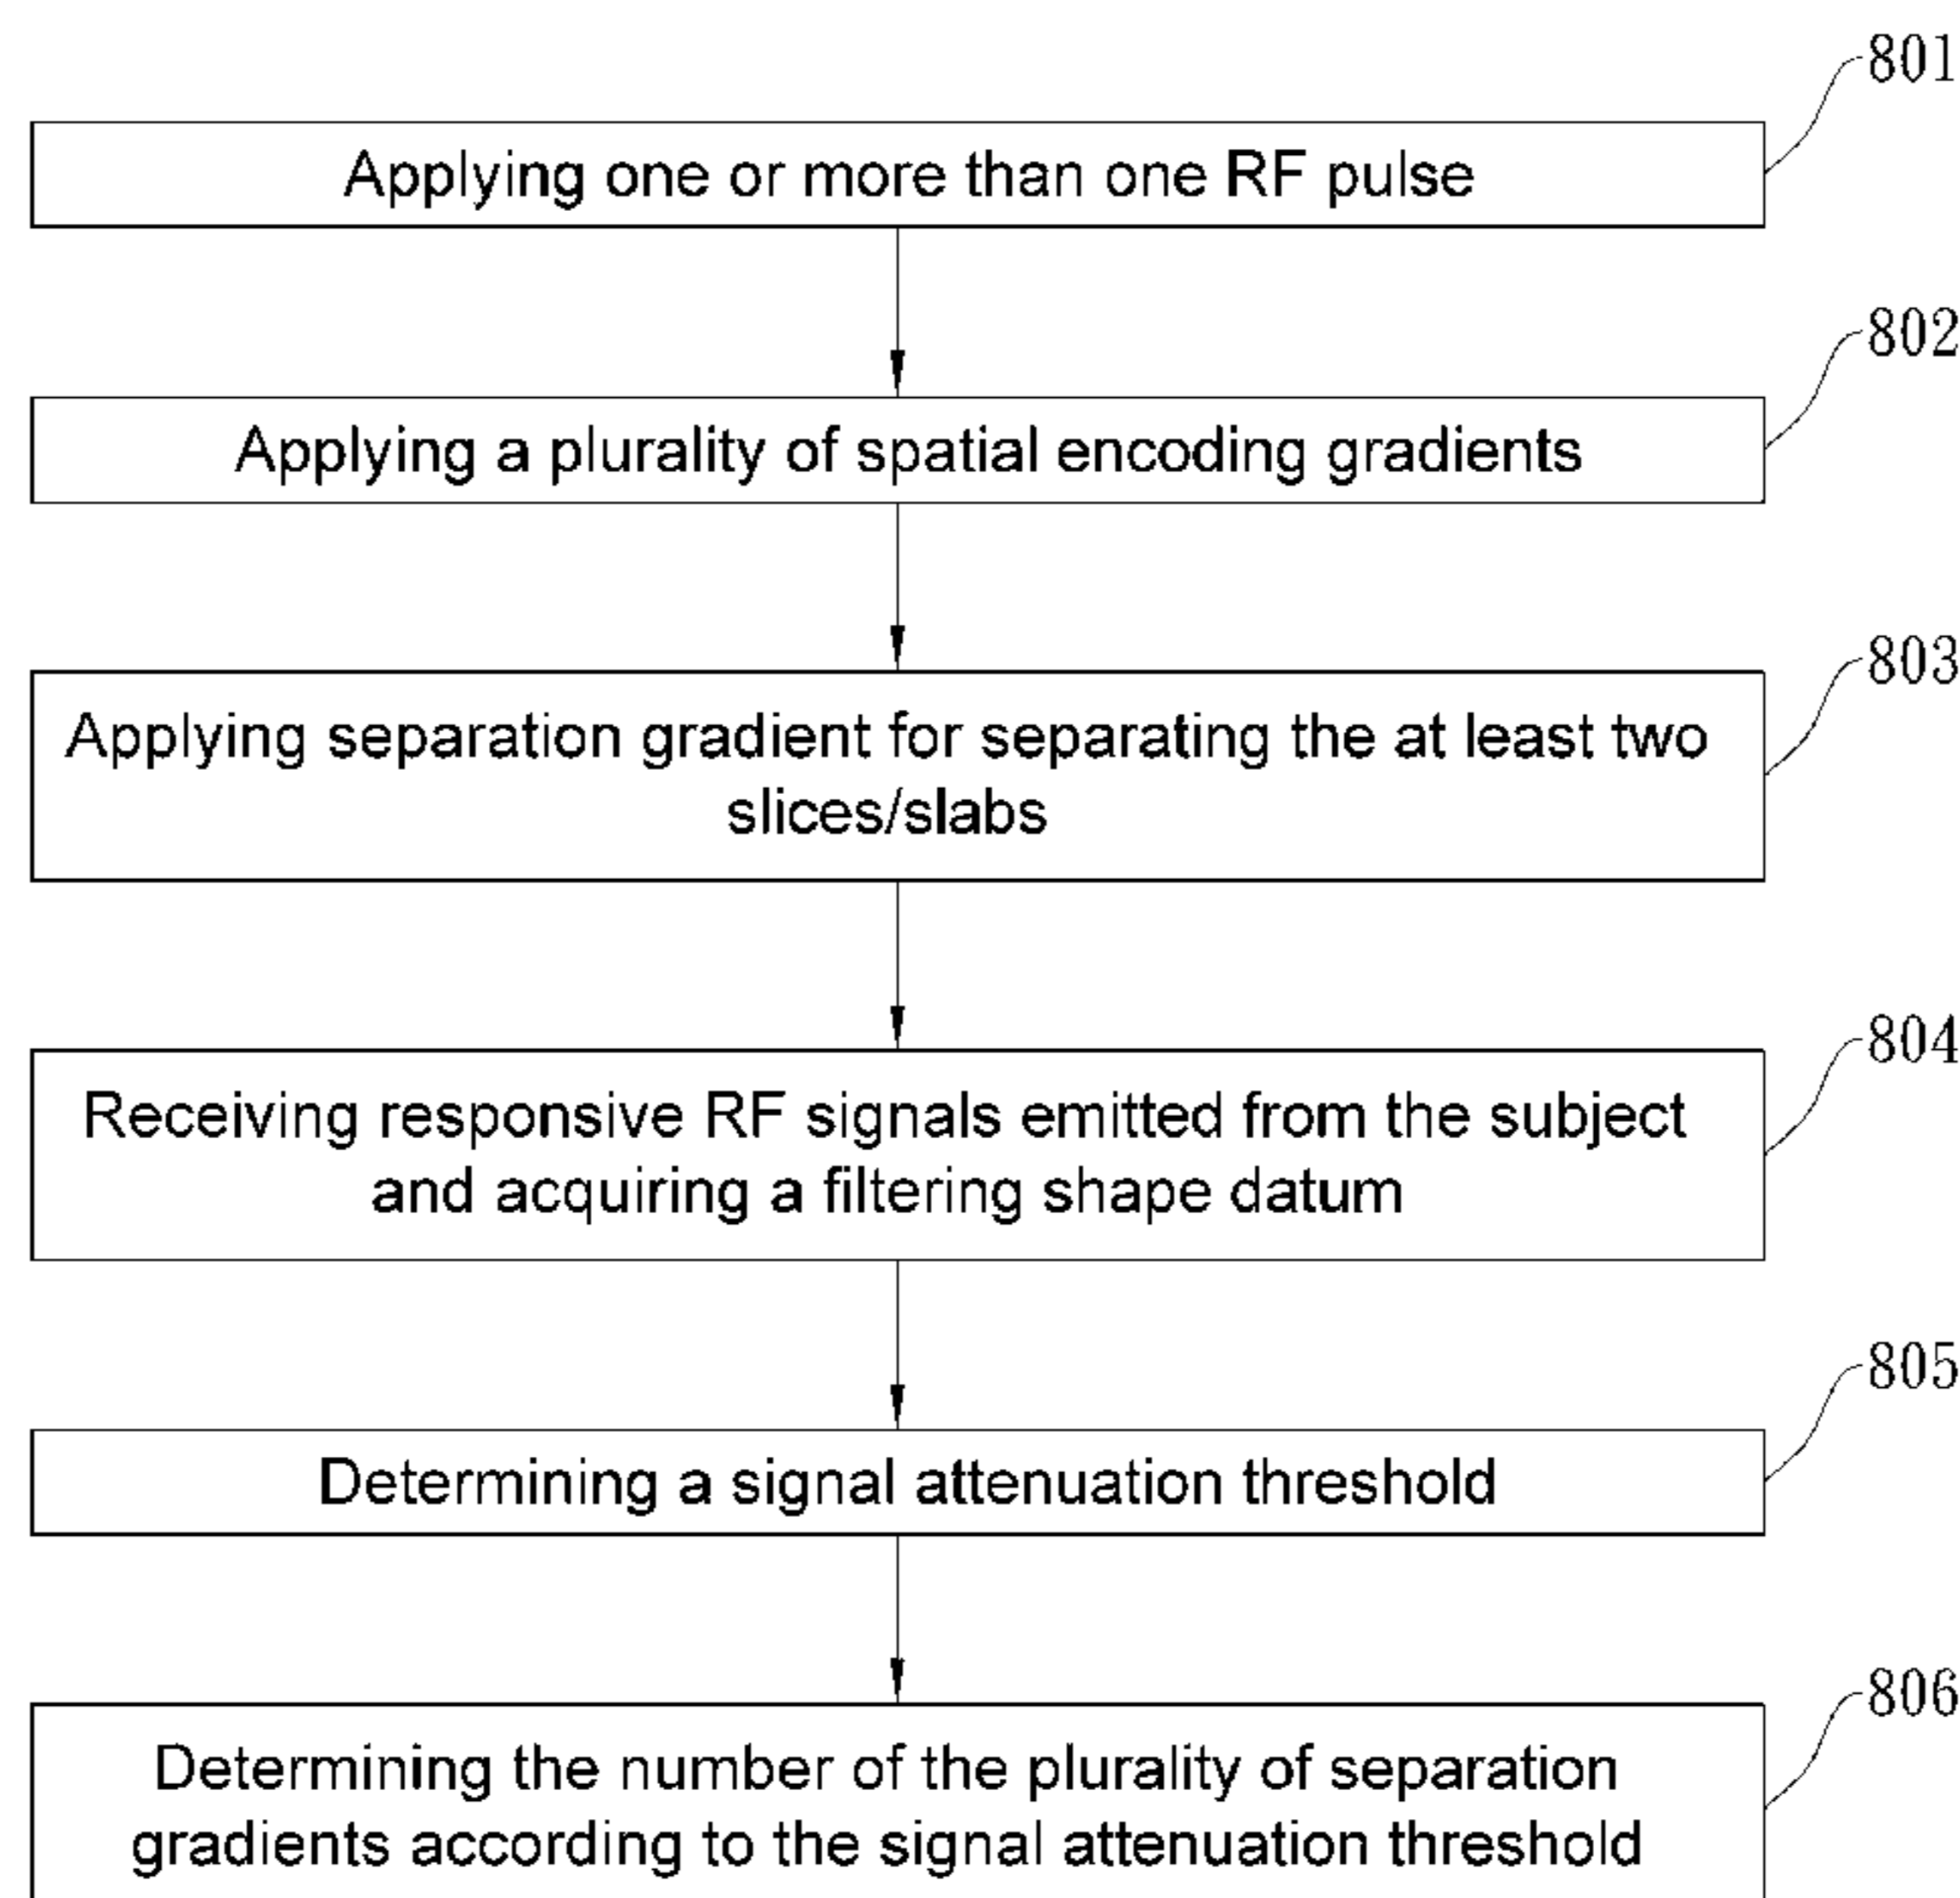 801
Applying one or more than one RF pulse
802
Applying a plurality of spatial encoding gradients
803
Applying separation gradient for separating the at least two
slices/slabs
804
Receiving responsive RF signals emitted from the subject
and acquiring a filtering shape datum
805
Determining a signal attenuation threshold
806
Determining the number of the plurality of separation
gradients according to the signal attenuation threshold